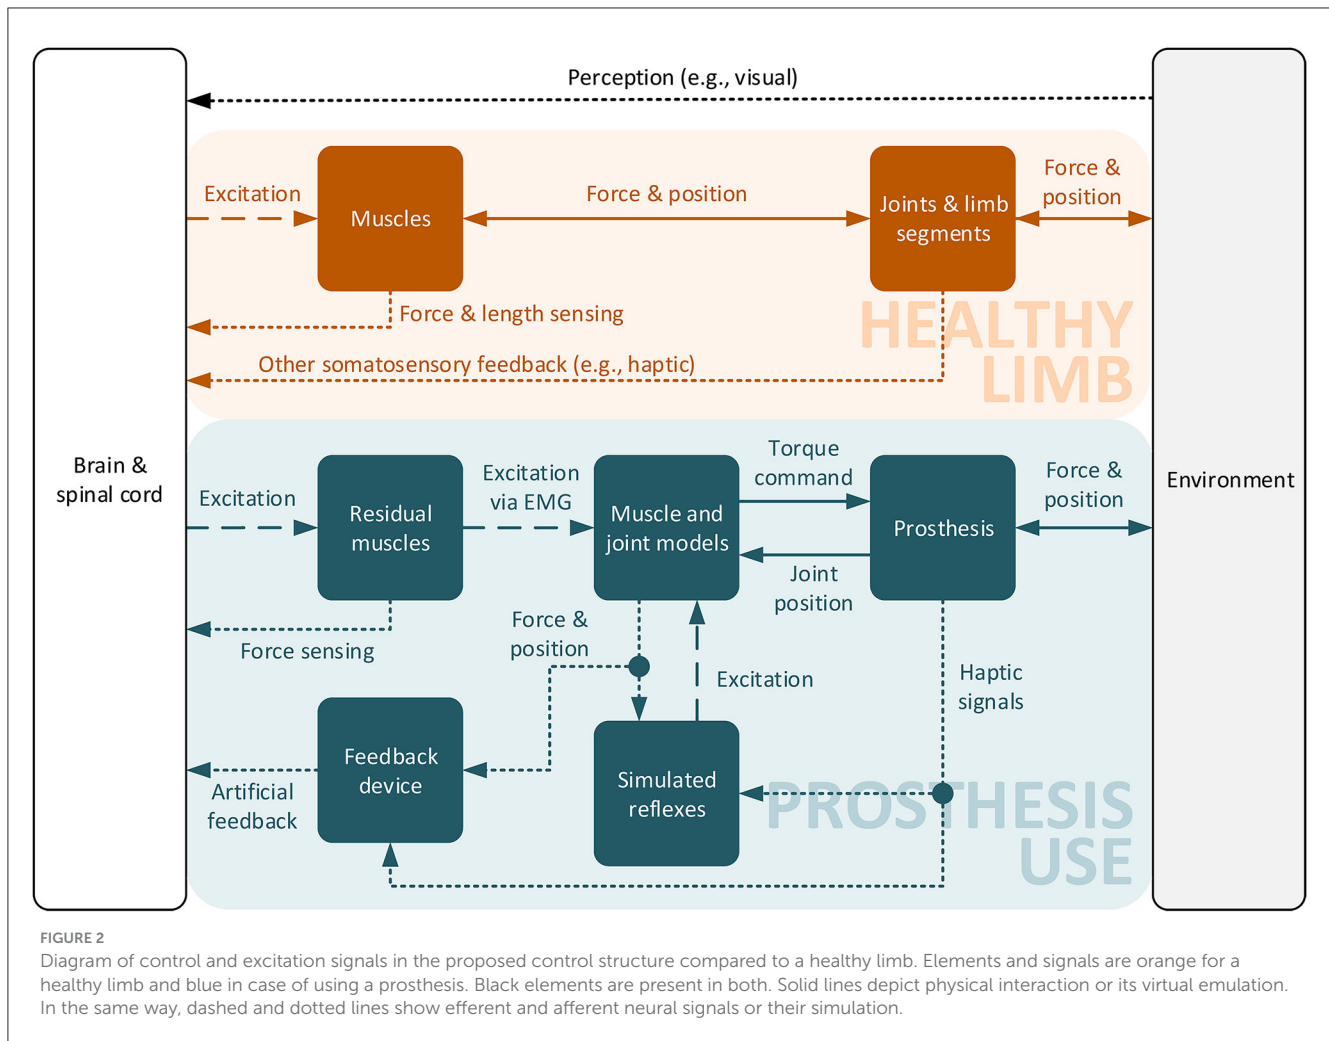 Perception (e.g., visual)
Excitation
Muscles
Force & position
Joints & limb
segments
Force &
position
Force & length sensing
Other somatosensory feedback (e.g., haptic)
HEALTHY
LIMB
Brain &
spinal cord
Environment
Excitation
Residual
muscles
Excitation
via EMG
Muscle and
joint models
Torque
command
Joint
position
Prosthesis
Force &
position
Force sensing
Force &
position
Excitation
Haptic
signals
Feedback
device
Artificial
feedback
Simulated
reflexes
PROSTHESIS
USE
FIGURE 2
Diagram of control and excitation signals in the proposed control structure compared to a healthy limb. Elements and signals are orange for a
healthy limb and blue in case of using a prosthesis. Black elements are present in both. Solid lines depict physical interaction or its virtual emulation.
In the same way, dashed and dotted lines show efferent and afferent neural signals or their simulation.